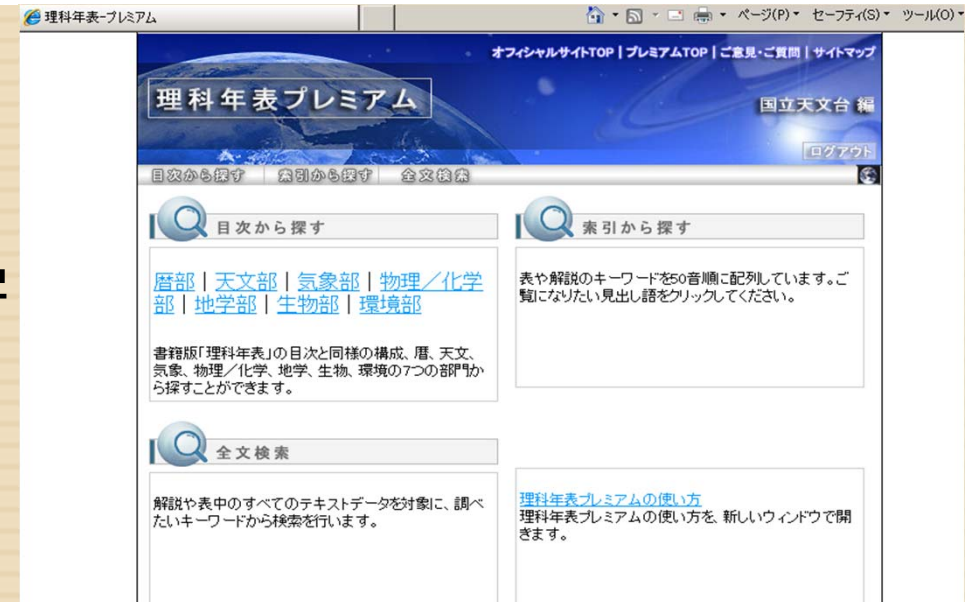 理科年表-プレミアム
ページ(P) セーフティ(S) ツール(O)
オフィシャルサイトTOP | プレミアムTOP | ご意見・ご質問 | サイトマップ
理科年表プレミアム
国立天文台 編
ログアウト
目次から探す 索引から探す 全文検索
目次から探す
暦部 | 天文部 | 気象部 | 物理/化学
部 | 地学部 | 生物部 | 環境部
書籍版「理科年表」の目次と同様の構成、暦、天文、
気象、物理/化学、地学、生物、環境の7つの部門か
ら探すことができます。
索引から探す
表や解説のキーワードを50音順に配列しています。ご
覧になりたい見出し語をクリックしてください。
全文検索
解説や表中のすべてのテキストデータを対象に、調べ
たいキーワードから検索を行います。
理科年表プレミアムの使い方
理科年表プレミアムの使い方を、新しいウィンドウで開
きます。